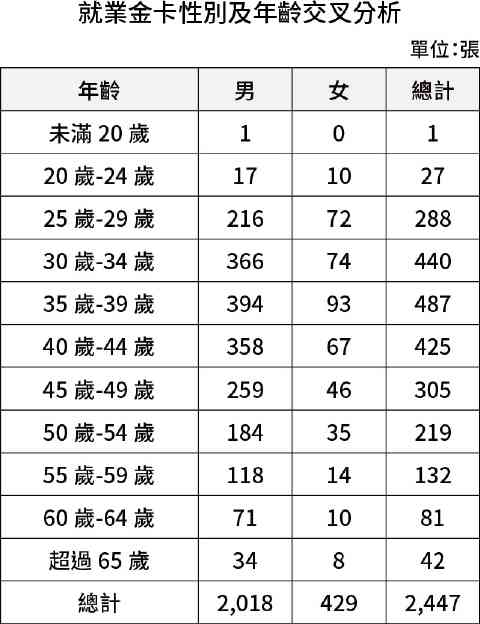 就業金卡性別及年齡交叉分析
單位:張
年齡 男 女 總計
未滿 20 歲 1 0 1
20 歲-24 歲 17 10 27
25 歲-29 歲 216 72 288
30 歲-34 歲 366 74 440
35 歲-39 歲 394 93 487
40 歲-44 歲 358 67 425
45 歲-49 歲 259 46 305
50 歲-54 歲 184 35 219
55 歲-59 歲 118 14 132
60 歲-64 歲 71 10 81
超過 65 歲 34 8 42
總計 2,018 429 2,447